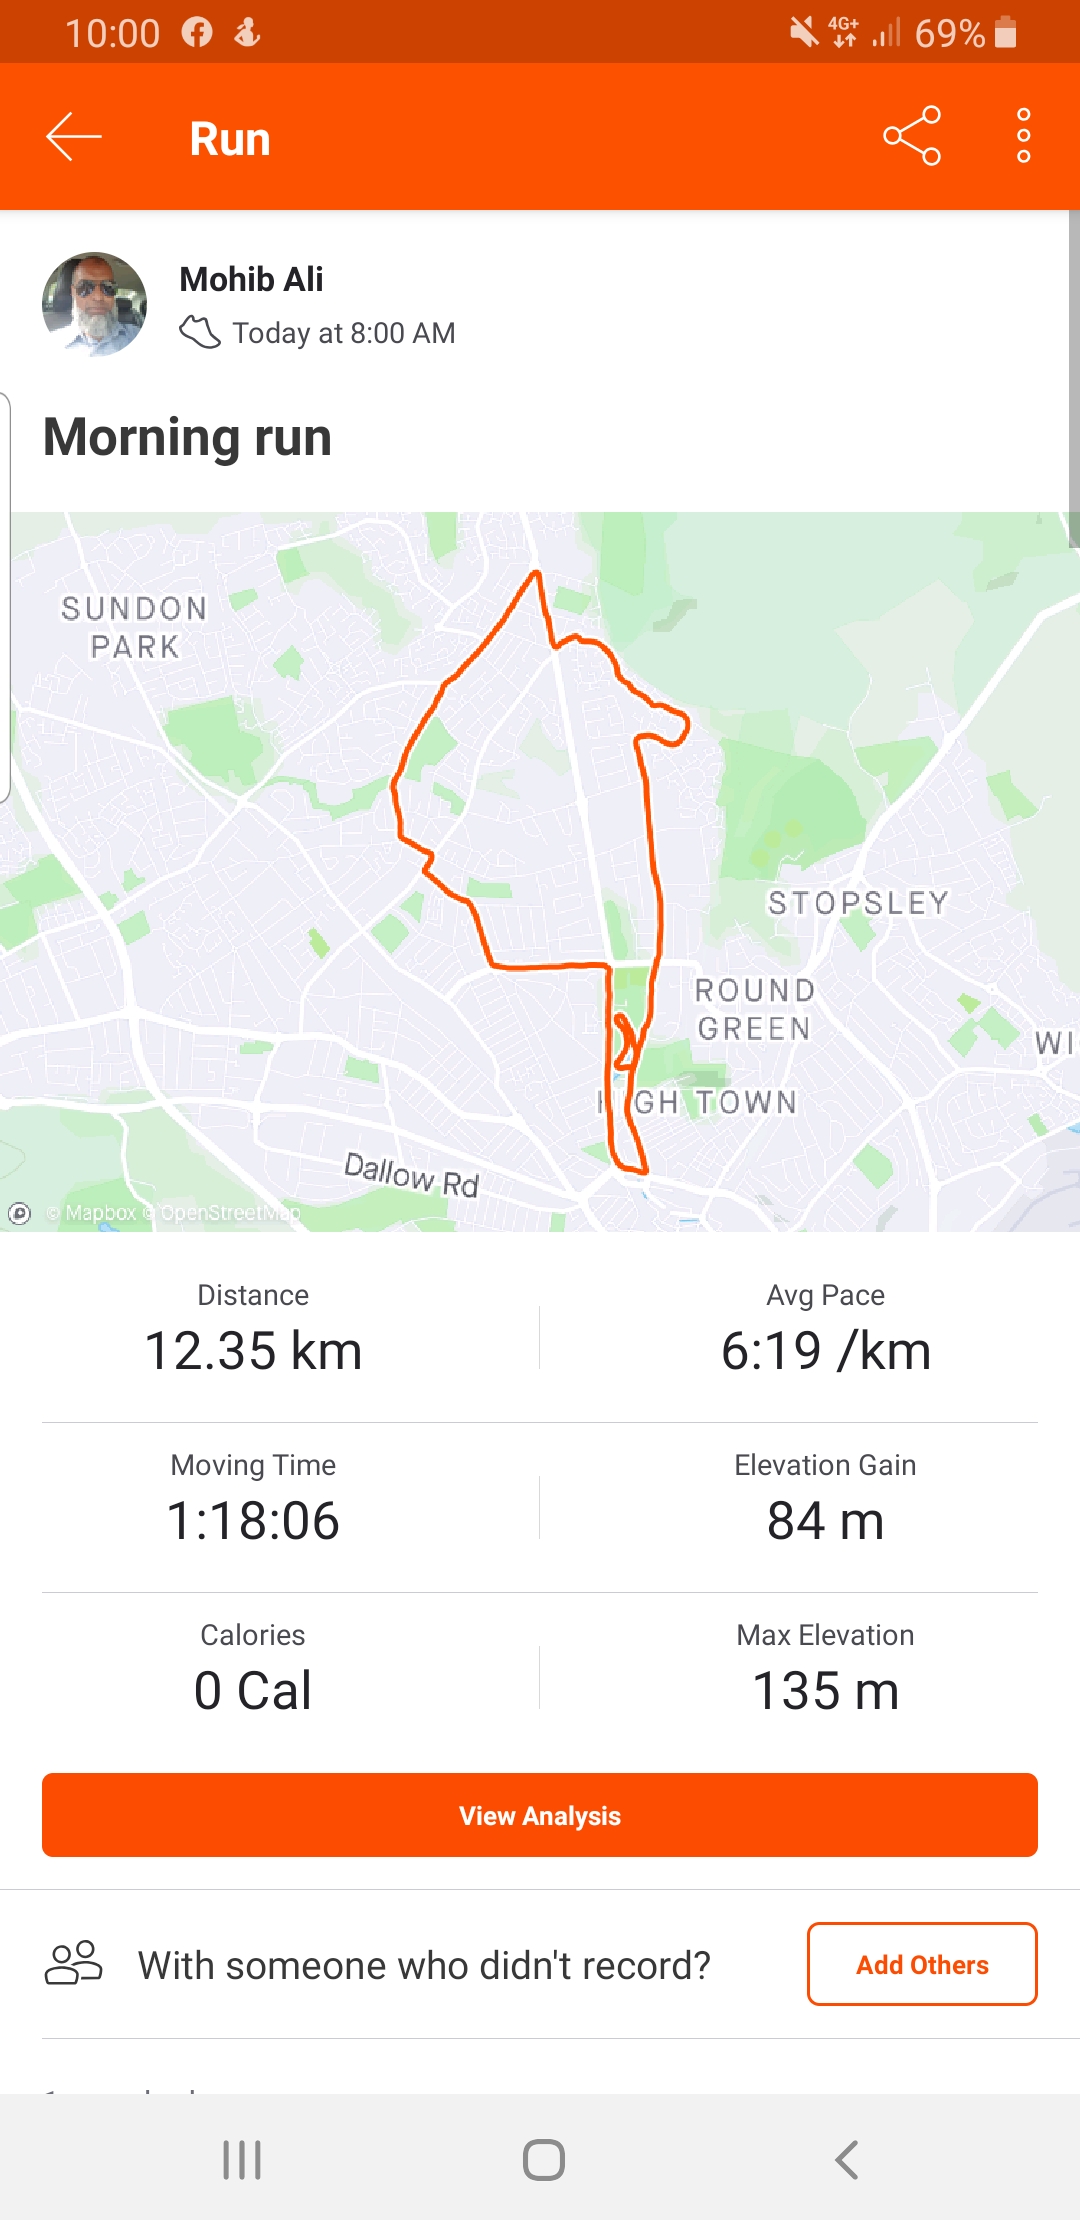 10:00
4G+
69%
Run
Mohib Ali
Today at 8:00 AM
Morning run
SUNDON
PARK
STOPSLEY
ROUND
GREEN
WI
HIGH TOWN
Dallow Rd
© Mapbox © OpenStreetMap
Distance
Avg Pace
12.35 km
6:19 /km
Moving Time
Elevation Gain
1:18:06
84 m
Calories
Max Elevation
0 Cal
135 m
View Analysis
With someone who didn't record?
Add Others